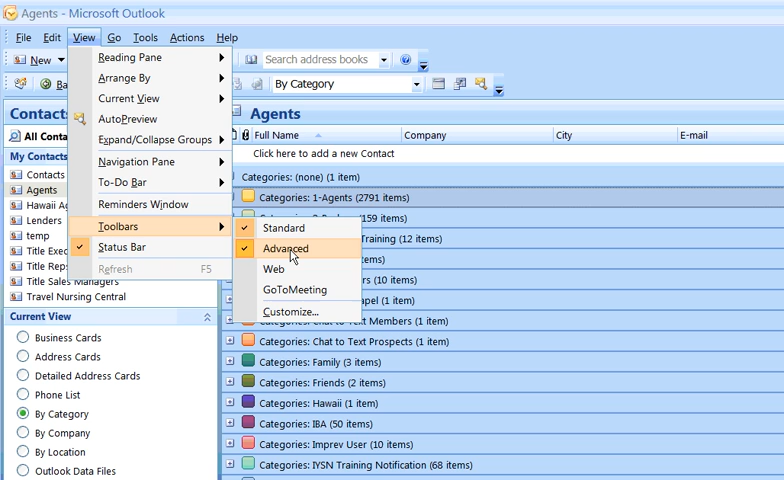 Agents - Microsoft Outlook
File Edit View Go Tools Actions Help
New Search address books
Ba By Category
Contacts
All Conta
My Contacts
Contacts
Agents
Hawaii Ag
Lenders
temp
Title Exec
Title Reps
Title Sales Managers
Travel Nursing Central
Current View
Business Cards
Address Cards
Detailed Address Cards
Phone List
By Category
By Company
By Location
Outlook Data Files
Reading Pane
Arrange By
Current View
AutoPreview
Expand/Collapse Groups
Navigation Pane
To-Do Bar
Reminders Window
Toolbars
Status Bar
Refresh F5
Standard
Advanced
Web
GoToMeeting
Customize...
Agents
Full Name Company City E-mail
Click here to add a new Contact
Categories: (none) (1 item)
Categories: 1-Agents (2791 items)
(159 items)
Training (12 items)
items)
rs (10 items)
apel (1 item)
Categories: Chat to Text Members (1 item)
Categories: Chat to Text Prospects (1 item)
Categories: Family (3 items)
Categories: Friends (2 items)
Categories: Hawaii (1 item)
Categories: IBA (50 items)
Categories: Imprev User (10 items)
Categories: IYSN Training Notification (68 items)